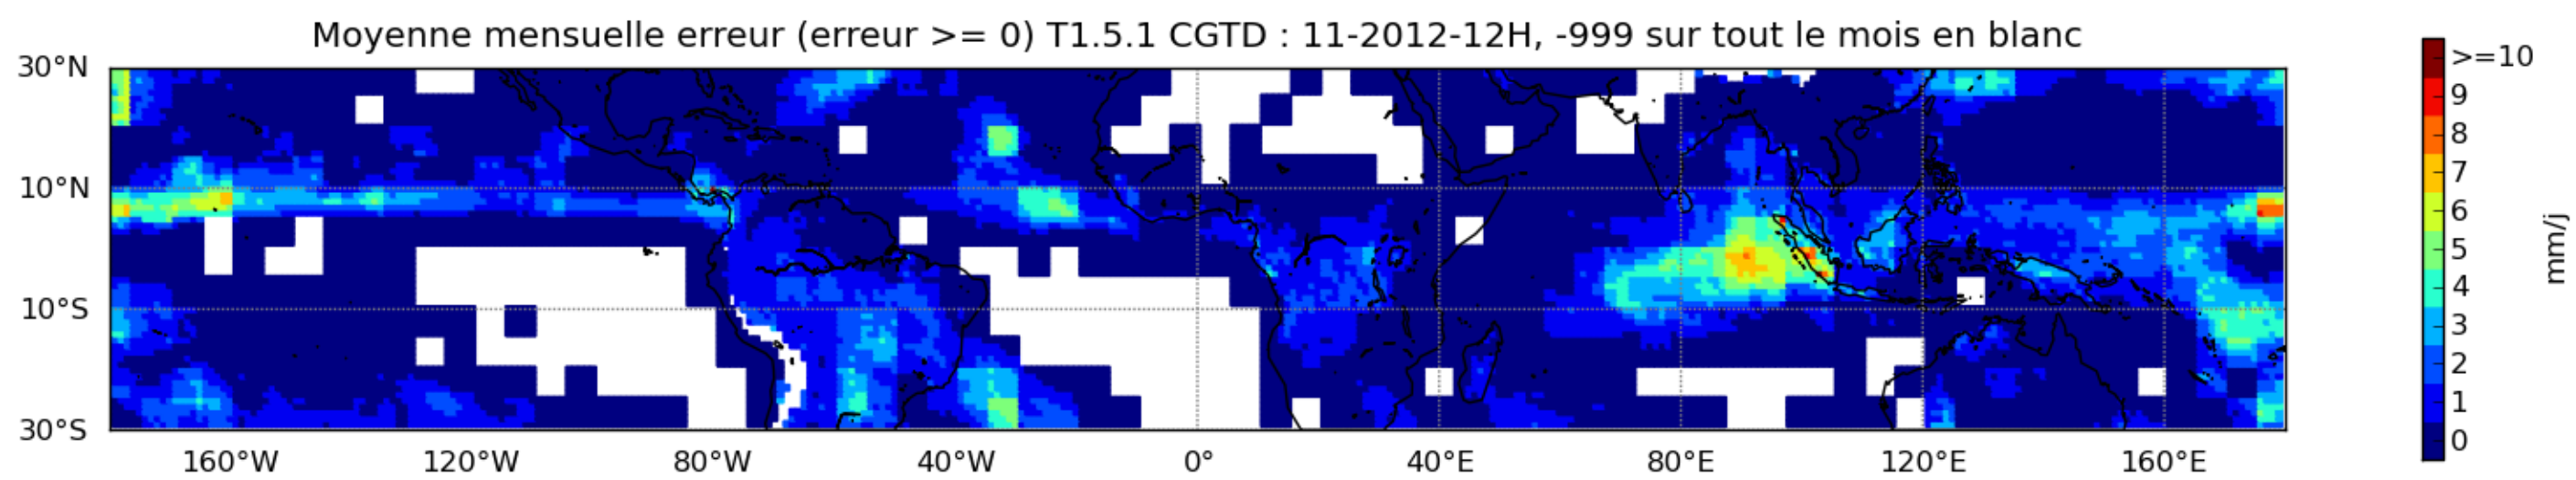 Moyenne mensuelle erreur (erreur >= 0) T1.5.1 CGTD : 11-2012-12H, -999 sur tout le mois en blanc
30°N
10°N
10°S
30°S
160°W 120°W 80°W 40°W 0° 40°E 80°E 120°E 160°E
>=10
9
8
7
6
5
4
3
2
1
0
mm/j